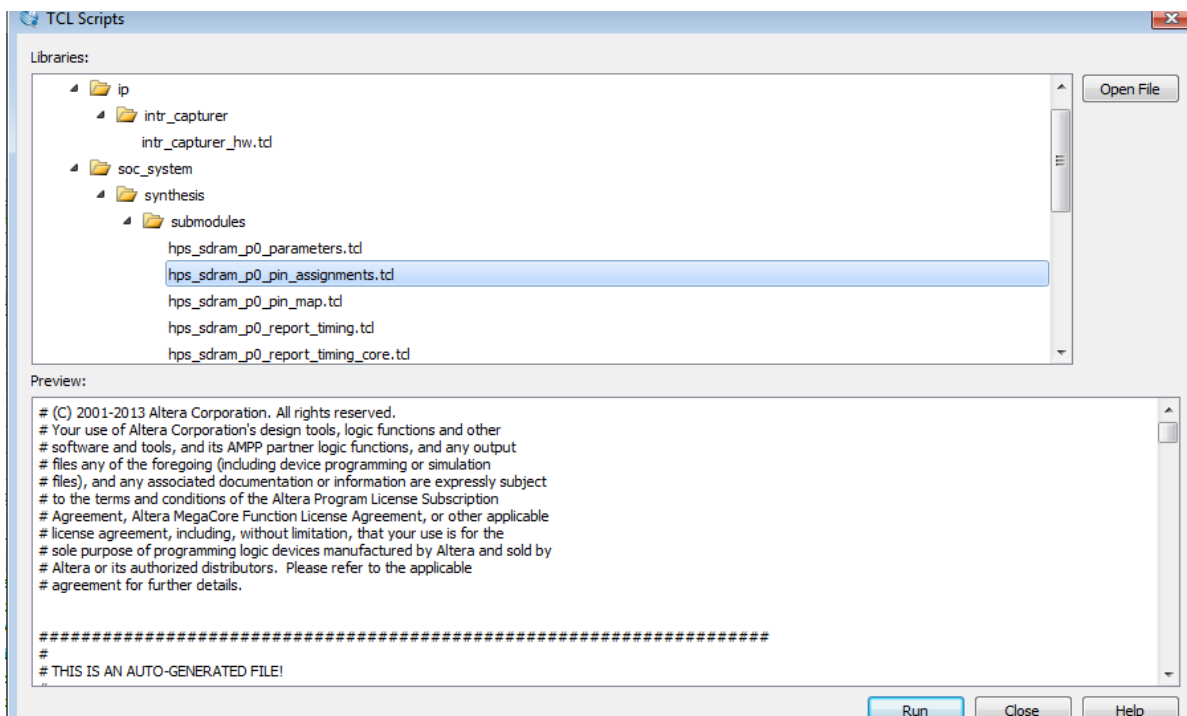 TCL Scripts
Libraries:
Open File
ip
intr_capturer
intr_capturer_hw.tcl
soc_system
synthesis
submodules
hps_sdram_p0_parameters.tcl
hps_sdram_p0_pin_assignments.tcl
hps_sdram_p0_pin_map.tcl
hps_sdram_p0_report_timing.tcl
hps_sdram_p0_report_timing_core.tcl
Preview:
# (C) 2001-2013 Altera Corporation. All rights reserved.
# Your use of Altera Corporation's design tools, logic functions and other
# software and tools, and its AMPP partner logic functions, and any output
# files any of the foregoing (including device programming or simulation
# files), and any associated documentation or information are expressly subject
# to the terms and conditions of the Altera Program License Subscription
# Agreement, Altera MegaCore Function License Agreement, or other applicable
# license agreement, including, without limitation, that your use is for the
# sole purpose of programming logic devices manufactured by Altera and sold by
# Altera or its authorized distributors.  Please refer to the applicable
# agreement for further details.
#####################################################################
#
# THIS IS AN AUTO-GENERATED FILE!
Run
Close
Help